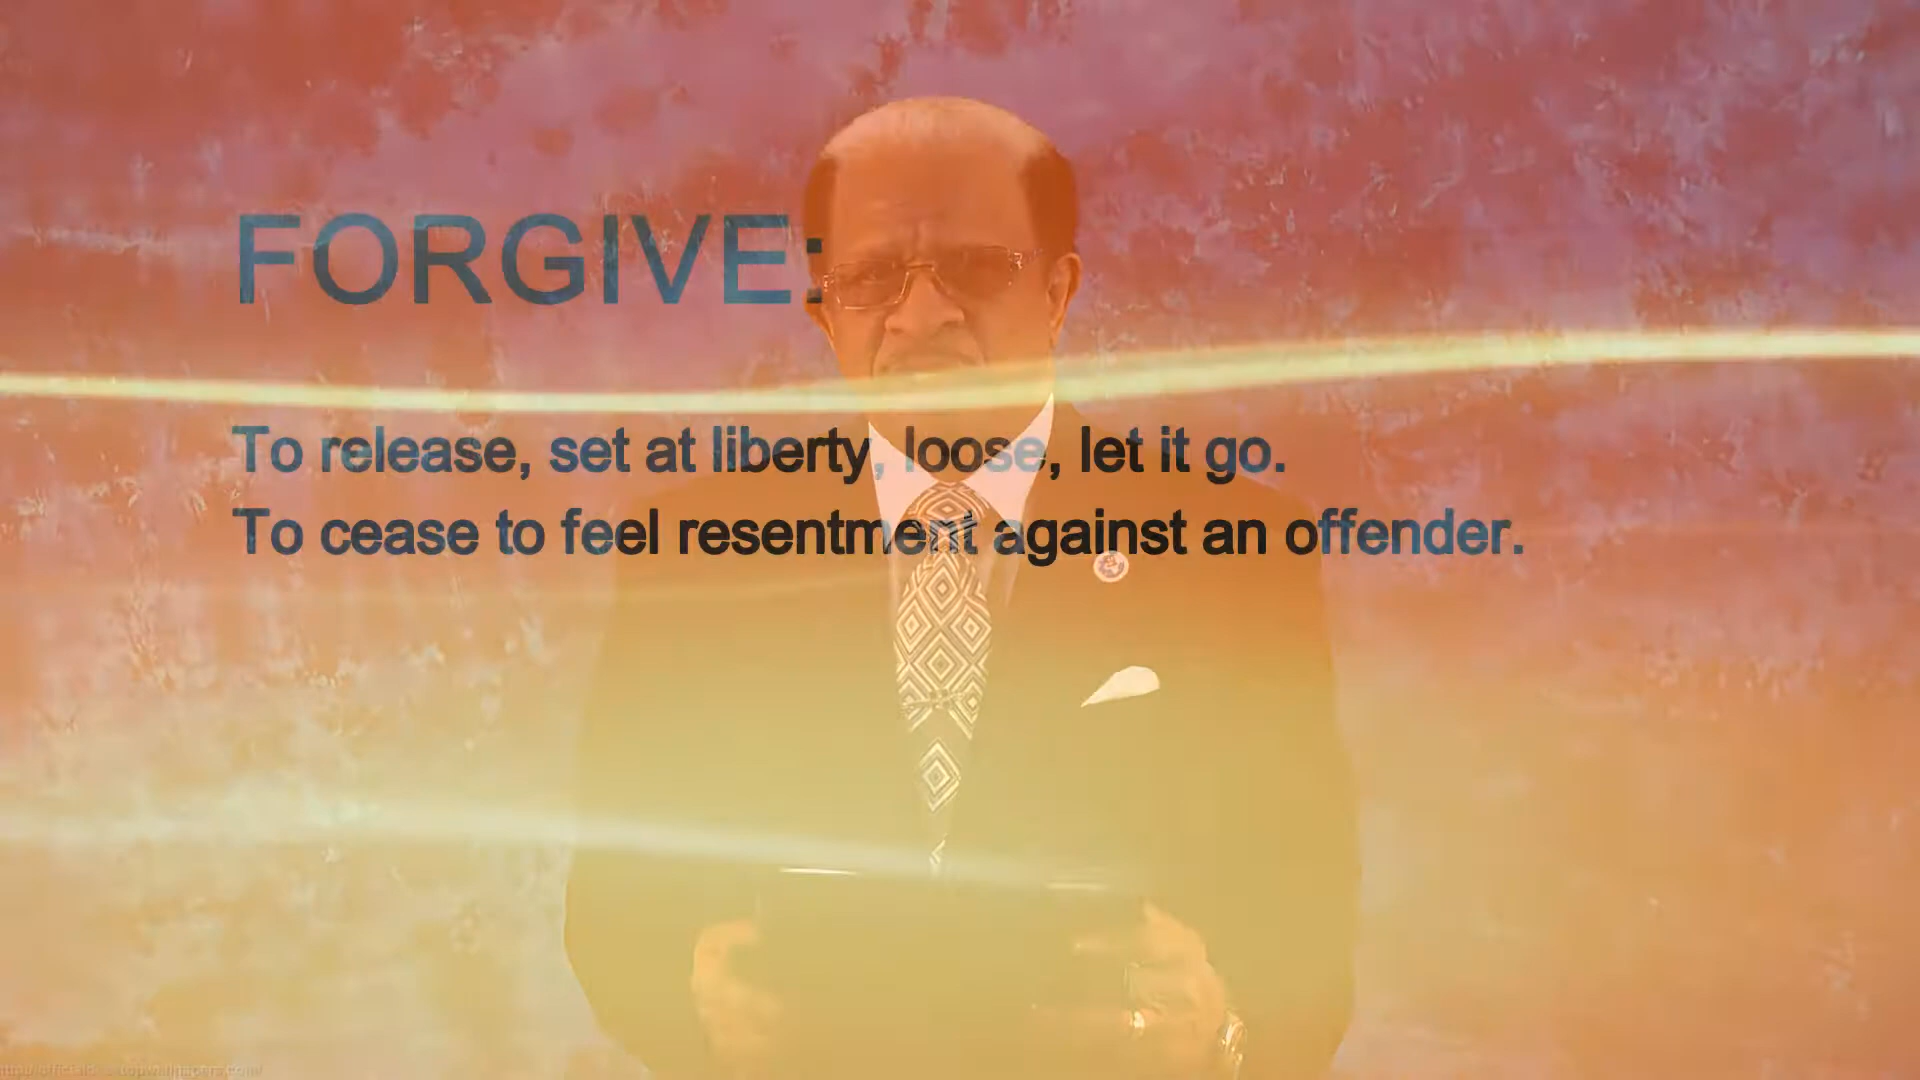 FORGIVE:
To release, set at liberty, loose, let it go.
To cease to feel resentment against an offender.